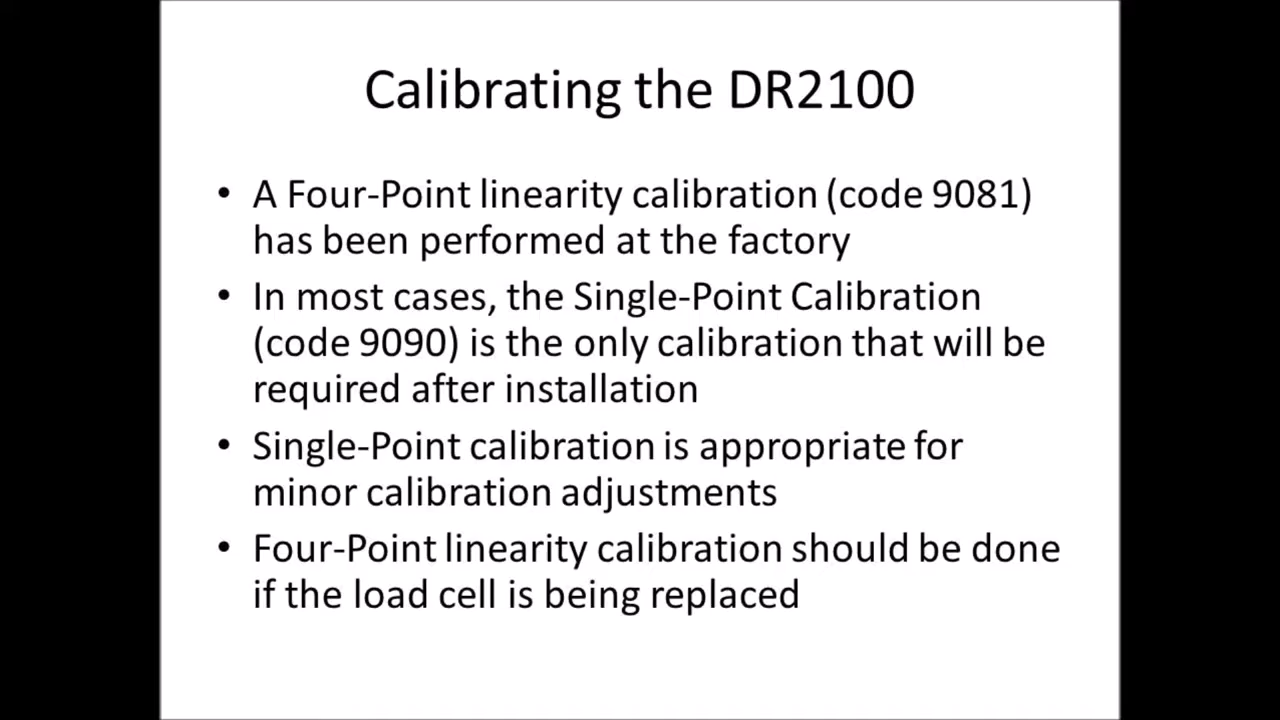 Calibrating the DR2100
• A Four-Point linearity calibration (code 9081)
has been performed at the factory
• In most cases, the Single-Point Calibration
(code 9090) is the only calibration that will be
required after installation
• Single-Point calibration is appropriate for
minor calibration adjustments
• Four-Point linearity calibration should be done
if the load cell is being replaced